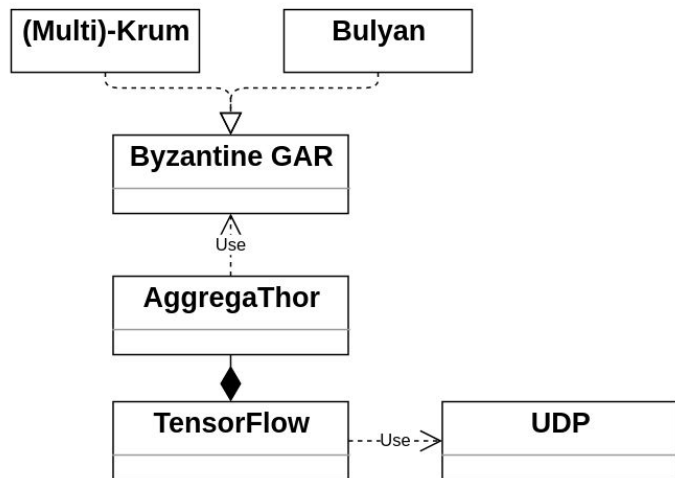 (Multi)-Krum
Bulyan
Byzantine GAR
Use
AggregaThor
TensorFlow
Use
UDP